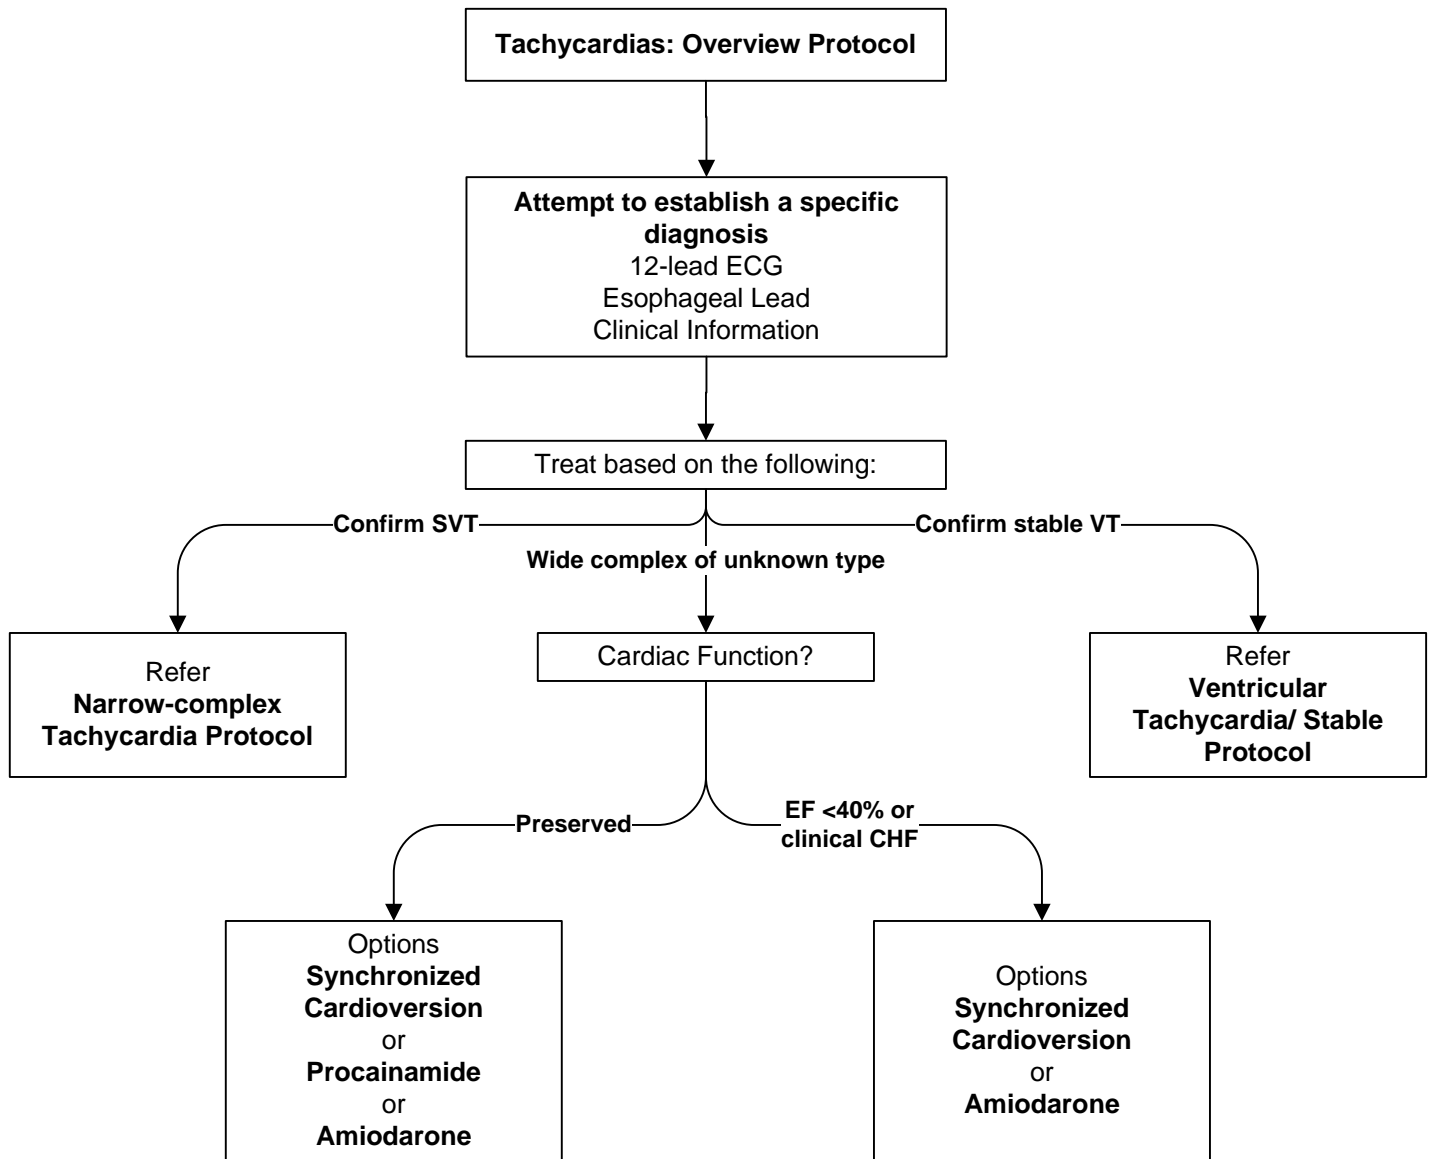 Tachycardias: Overview Protocol
Attempt to establish a specific
diagnosis
12-lead ECG
Esophageal Lead
Clinical Information
Treat based on the following:
Confirm SVT
Confirm stable VT
Wide complex of unknown type
Refer
Narrow-complex
Tachycardia Protocol
Cardiac Function?
Refer
Ventricular
Tachycardia/ Stable
Protocol
Preserved
EF <40% or
clinical CHF
Options
Synchronized
Cardioversion
or
Procainamide
or
Amiodarone
Options
Synchronized
Cardioversion
or
Amiodarone